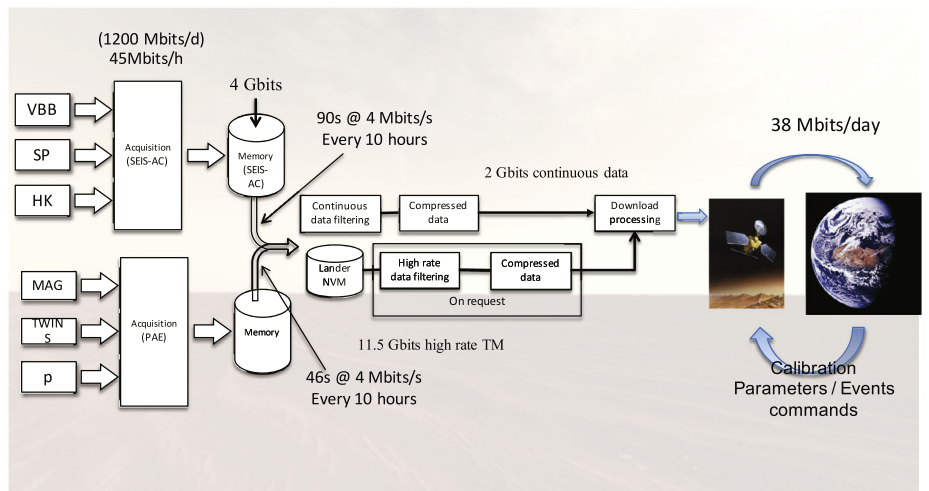 (1200 Mbits/d)
45Mbits/h
4 Gbits
90s @ 4 Mbits/s
Every 10 hours
38 Mbits/day
VBB
SP
HK
Acquisition
(SEIS-AC)
Memory
(SEIS-
AC)
2 Gbits continuous data
Continuous
data filtering
Compressed
data
Download
processing
Lander
NVM
High rate
data filtering
Compressed
data
On request
MAG
TWIN
S
p
Acquisition
(PAE)
Memory
11.5 Gbits high rate TM
46s @ 4 Mbits/s
Every 10 hours
Calibration
Parameters / Events
commands